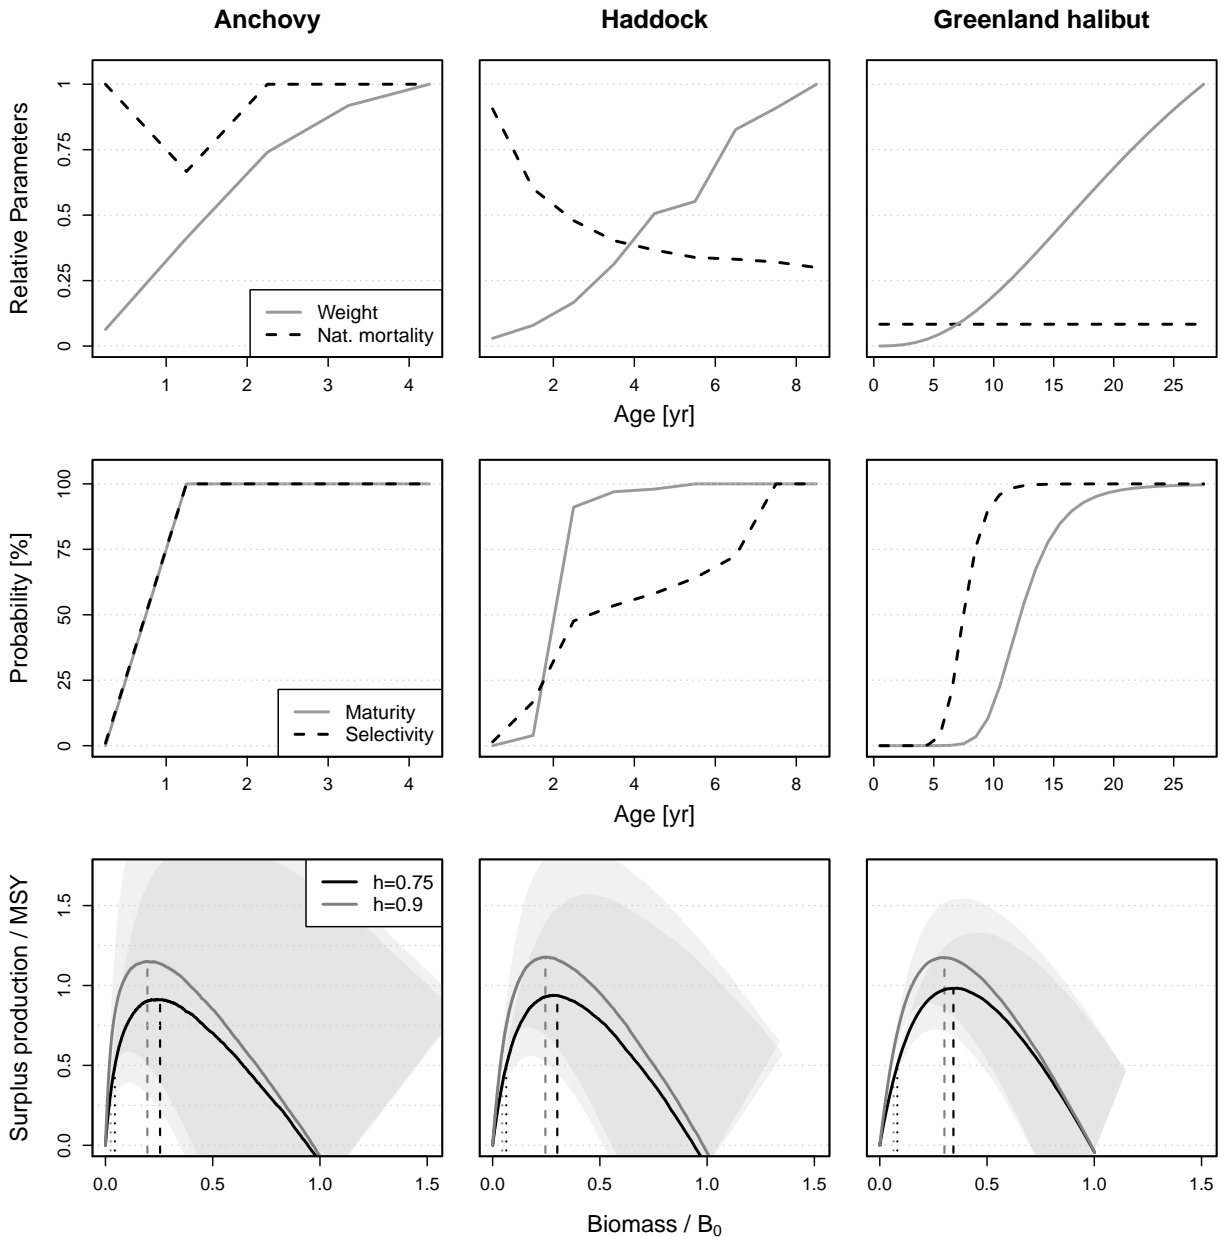 Anchovy Haddock Greenland halibut
Relative Parameters
1
0.75
0.5
0.25
0
Weight
Nat. mortality
1 2 3 4 2 4 6 8 0 5 10 15 20 25
Age [yr]
Probability [%]
100
75
50
25
0
Maturity
Selectivity
1 2 3 4 2 4 6 8 0 5 10 15 20 25
Age [yr]
Surplus production / MSY
1.5
1.0
0.5
0.0
h=0.75
h=0.9
0.0 0.5 1.0 1.5 0.0 0.5 1.0 1.5 0.0 0.5 1.0 1.5
Biomass / B₀